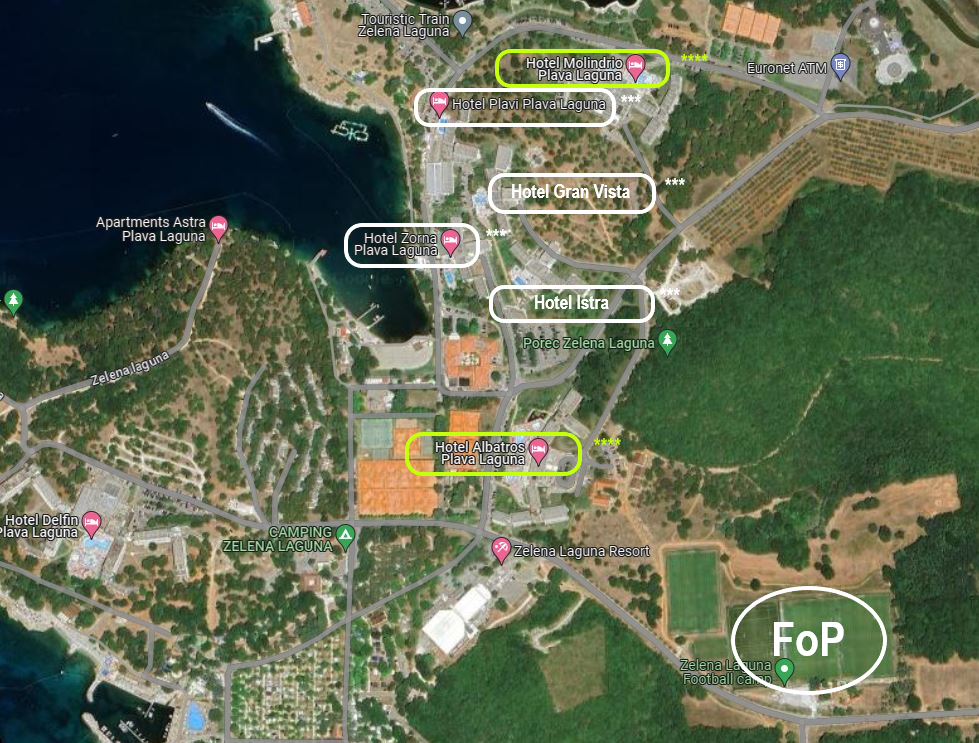 Touristic Train
Zelena Laguna
Hotel Molindrio
Plava Laguna
****
Euronet ATM
Hotel Plavi Plava Laguna
***
Hotel Gran Vista
***
Apartments Astra
Plava Laguna
Hotel Zorna
Plava Laguna
***
Hotel Istra
***
Porec Zelena Laguna
Zelena laguna
Hotel Albatros
Plava Laguna
****
Hotel Delfin
Plava Laguna
CAMPING
ZELENA LAGUNA
Zelena Laguna Resort
FoP
Zelena Laguna
Football camp